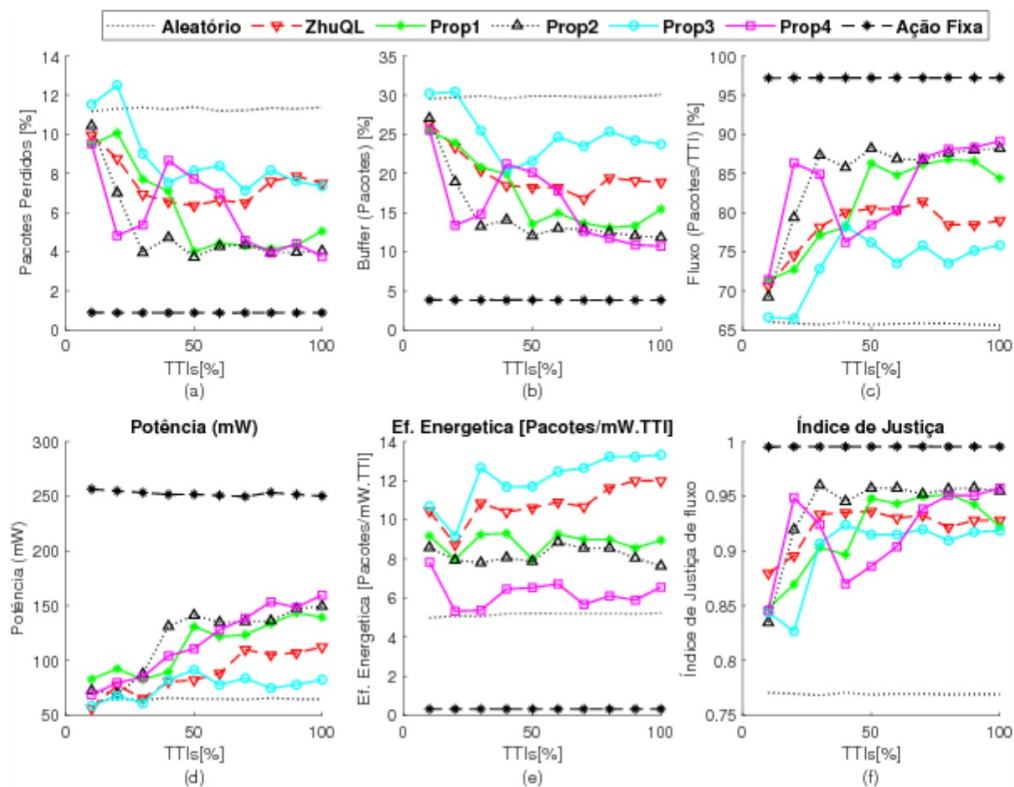 Aleatório ZhuQL Prop1 Prop2 Prop3 Prop4 Ação Fixa
14
12
10
8
6
4
2
0
Pacotes Perdidos [%]
0 50 100
TTIs[%]
(a)
35
30
25
20
15
10
5
0
Buffer (Pacotes) [%]
0 50 100
TTIs[%]
(b)
100
95
90
85
80
75
70
65
Fluxo (Pacotes/TTI) [%]
0 50 100
TTIs[%]
(c)
Potência (mW)
300
250
200
150
100
50
Potência (mW)
0 50 100
TTIs[%]
(d)
Ef. Energetica [Pacotes/mW.TTI]
14
12
10
8
6
4
2
0
Ef. Energetica [Pacotes/mW.TTI]
0 50 100
TTIs[%]
(e)
Índice de Justiça
1
0.95
0.9
0.85
0.8
0.75
Índice de Justiça de fluxo
0 50 100
TTIs[%]
(f)